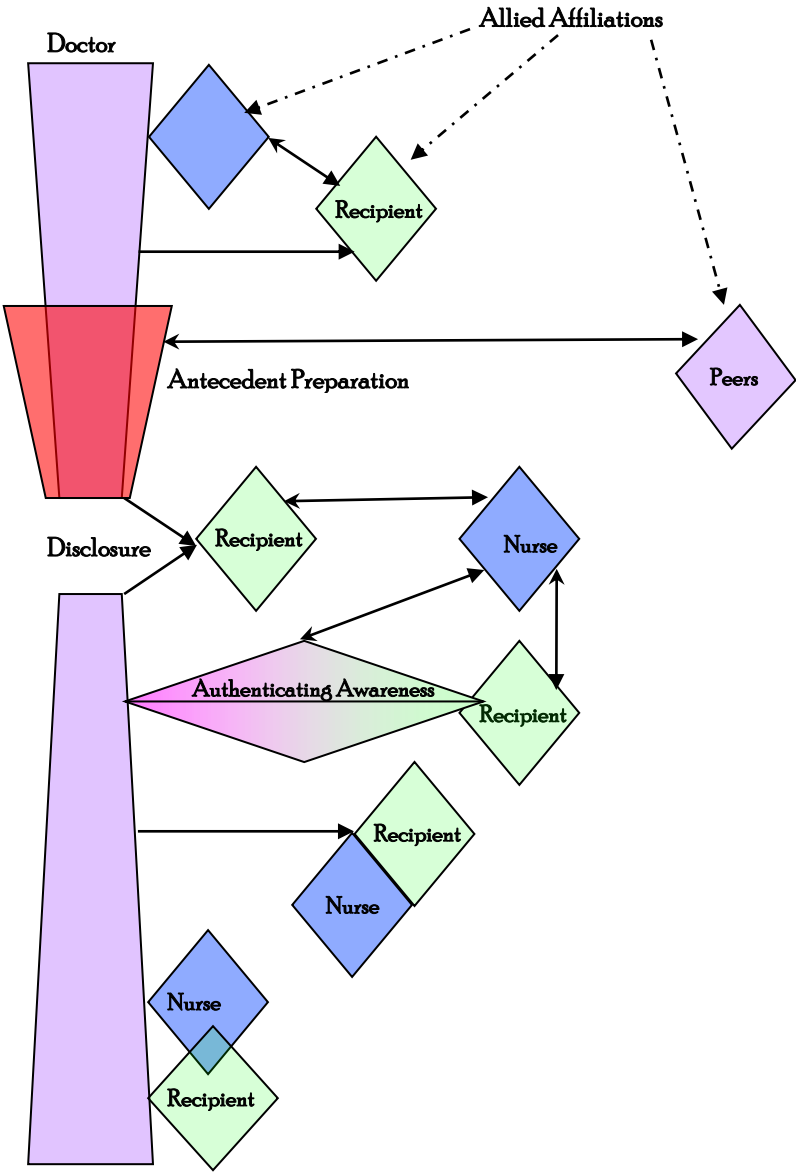 Allied Affiliations
Doctor
Recipient
Peers
Antecedent Preparation
Recipient
Nurse
Disclosure
Authenticating Awareness
Recipient
Recipient
Nurse
Nurse
Recipient